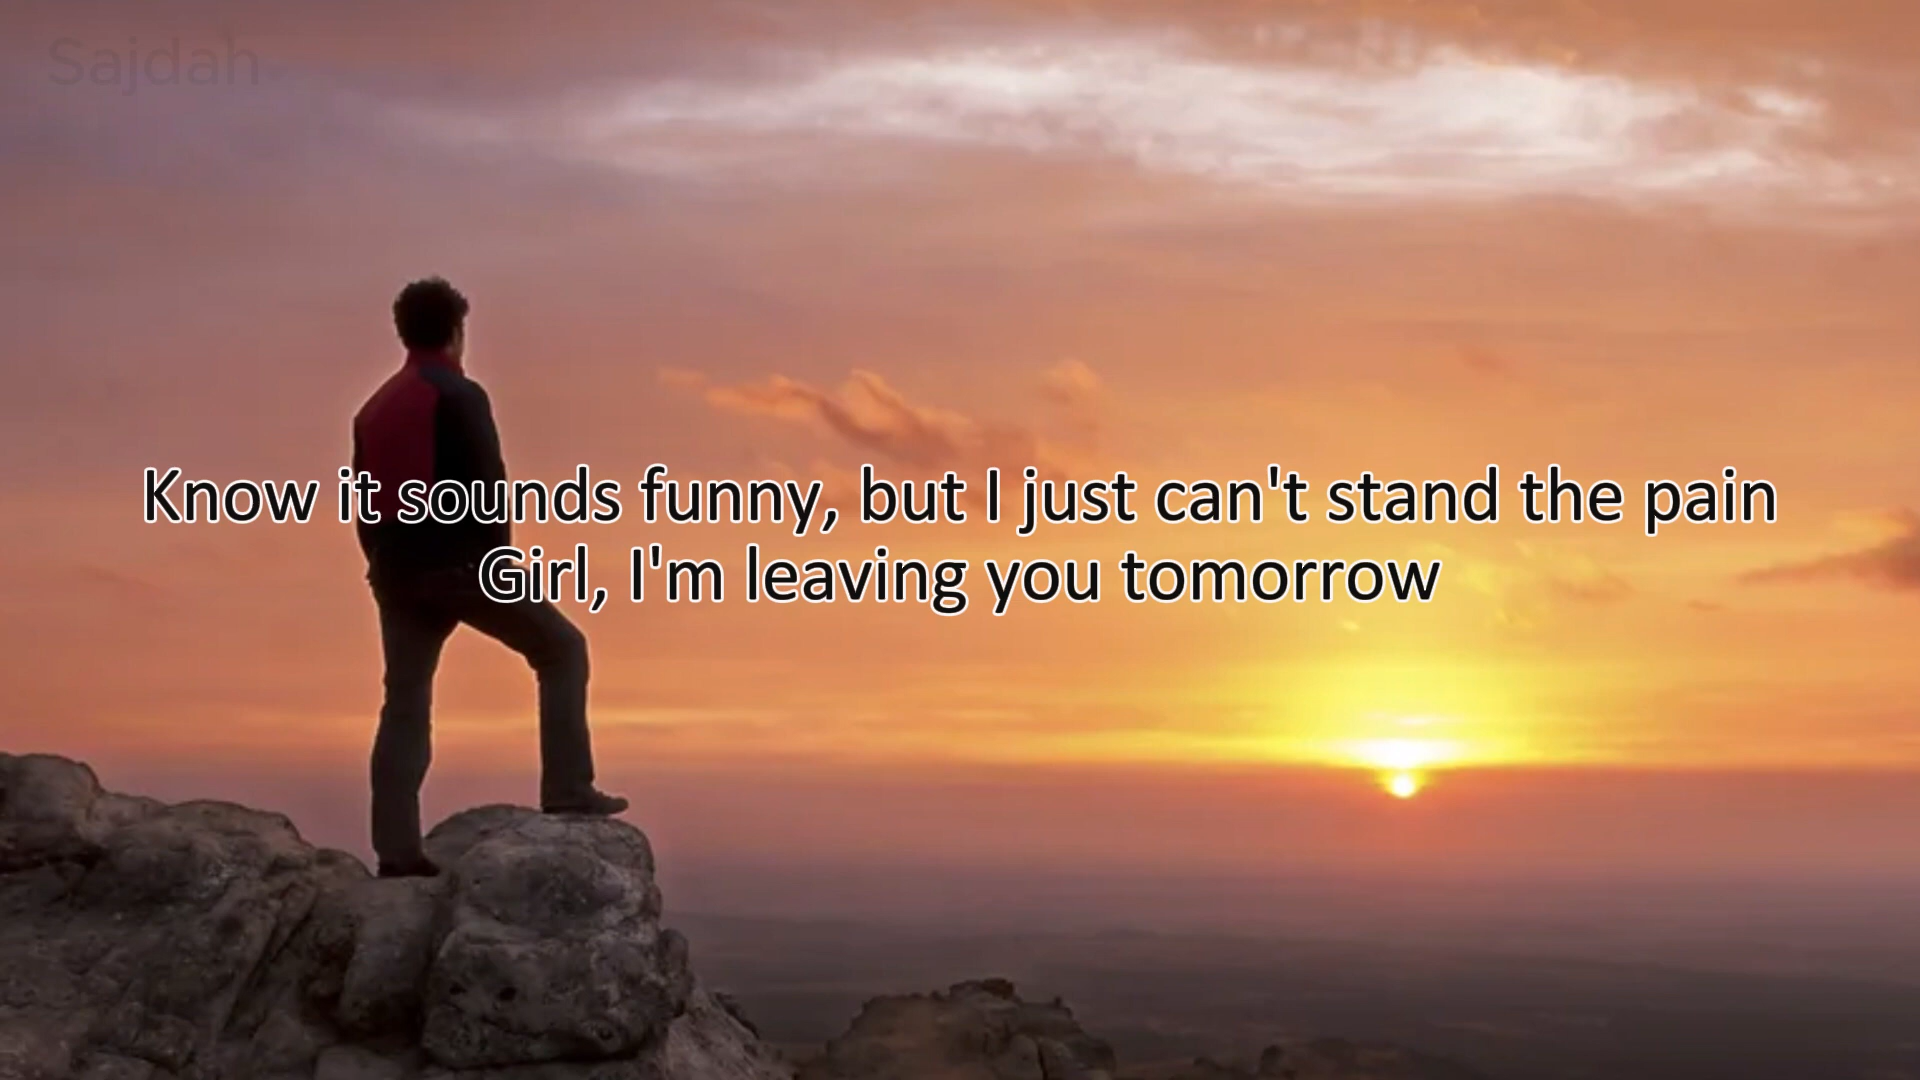 Sajdah
Know it sounds funny, but I just can't stand the pain
Girl, I'm leaving you tomorrow